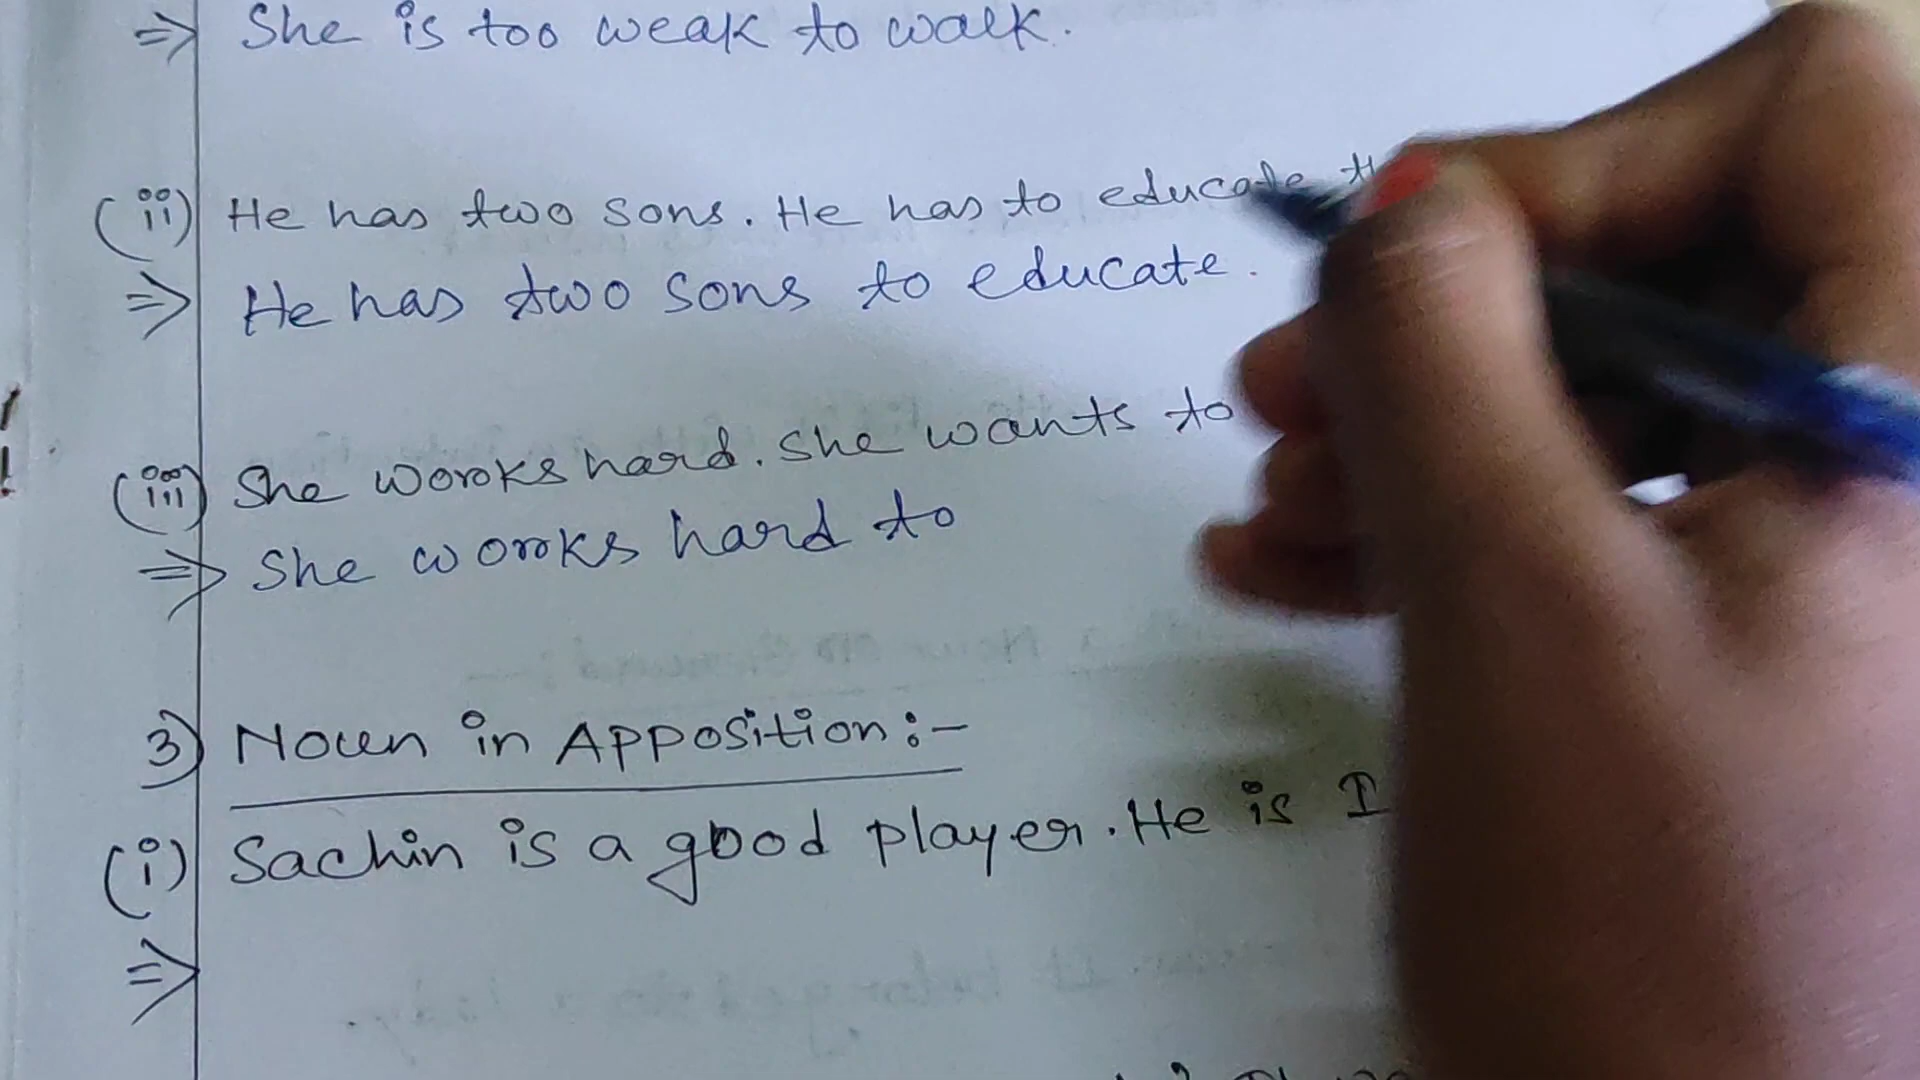 ⇒ She is too weak to walk.
(ii) He has two sons. He has to educate
⇒ He has two sons to educate.
(iii) She works hard. She wants to
⇒ She works hard to
3) Noun in Apposition :-
(i) Sachin is a good player. He is
⇒